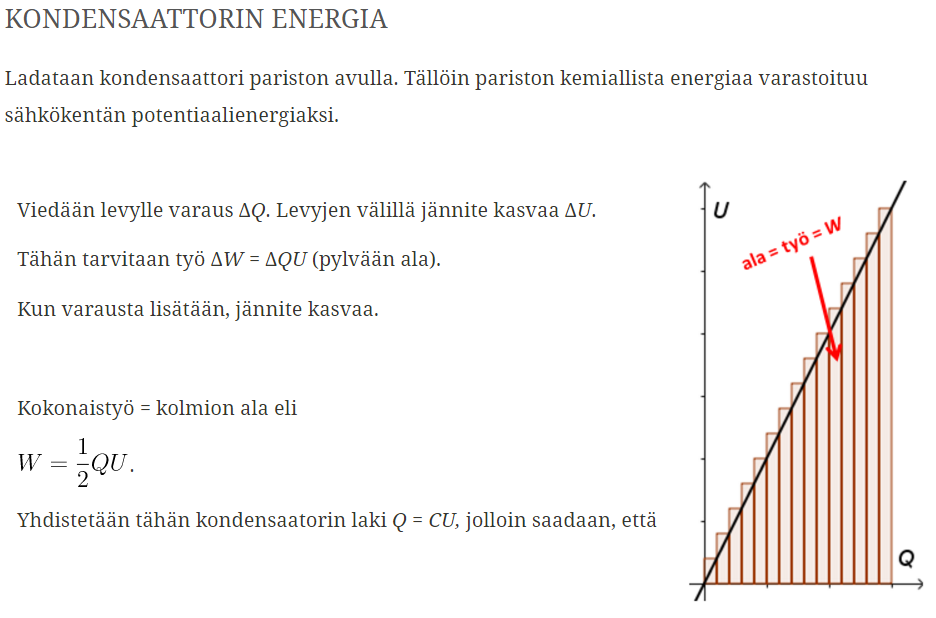 KONDENSAATTORIN ENERGIA
Ladataan kondensaattori pariston avulla. Tällöin pariston kemiallista energiaa varastoituu
sähkökentän potentiaalienergiaksi.
Viedään levylle varaus ΔQ. Levyjen välillä jännite kasvaa ΔU.
Tähän tarvitaan työ ΔW = ΔQU (pylvään ala).
Kun varausta lisätään, jännite kasvaa.
Kokonaistyö = kolmion ala eli
W = 1/2 QU.
Yhdistetään tähän kondensaatorin laki Q = CU, jolloin saadaan, että
U
ala = työ = W
Q